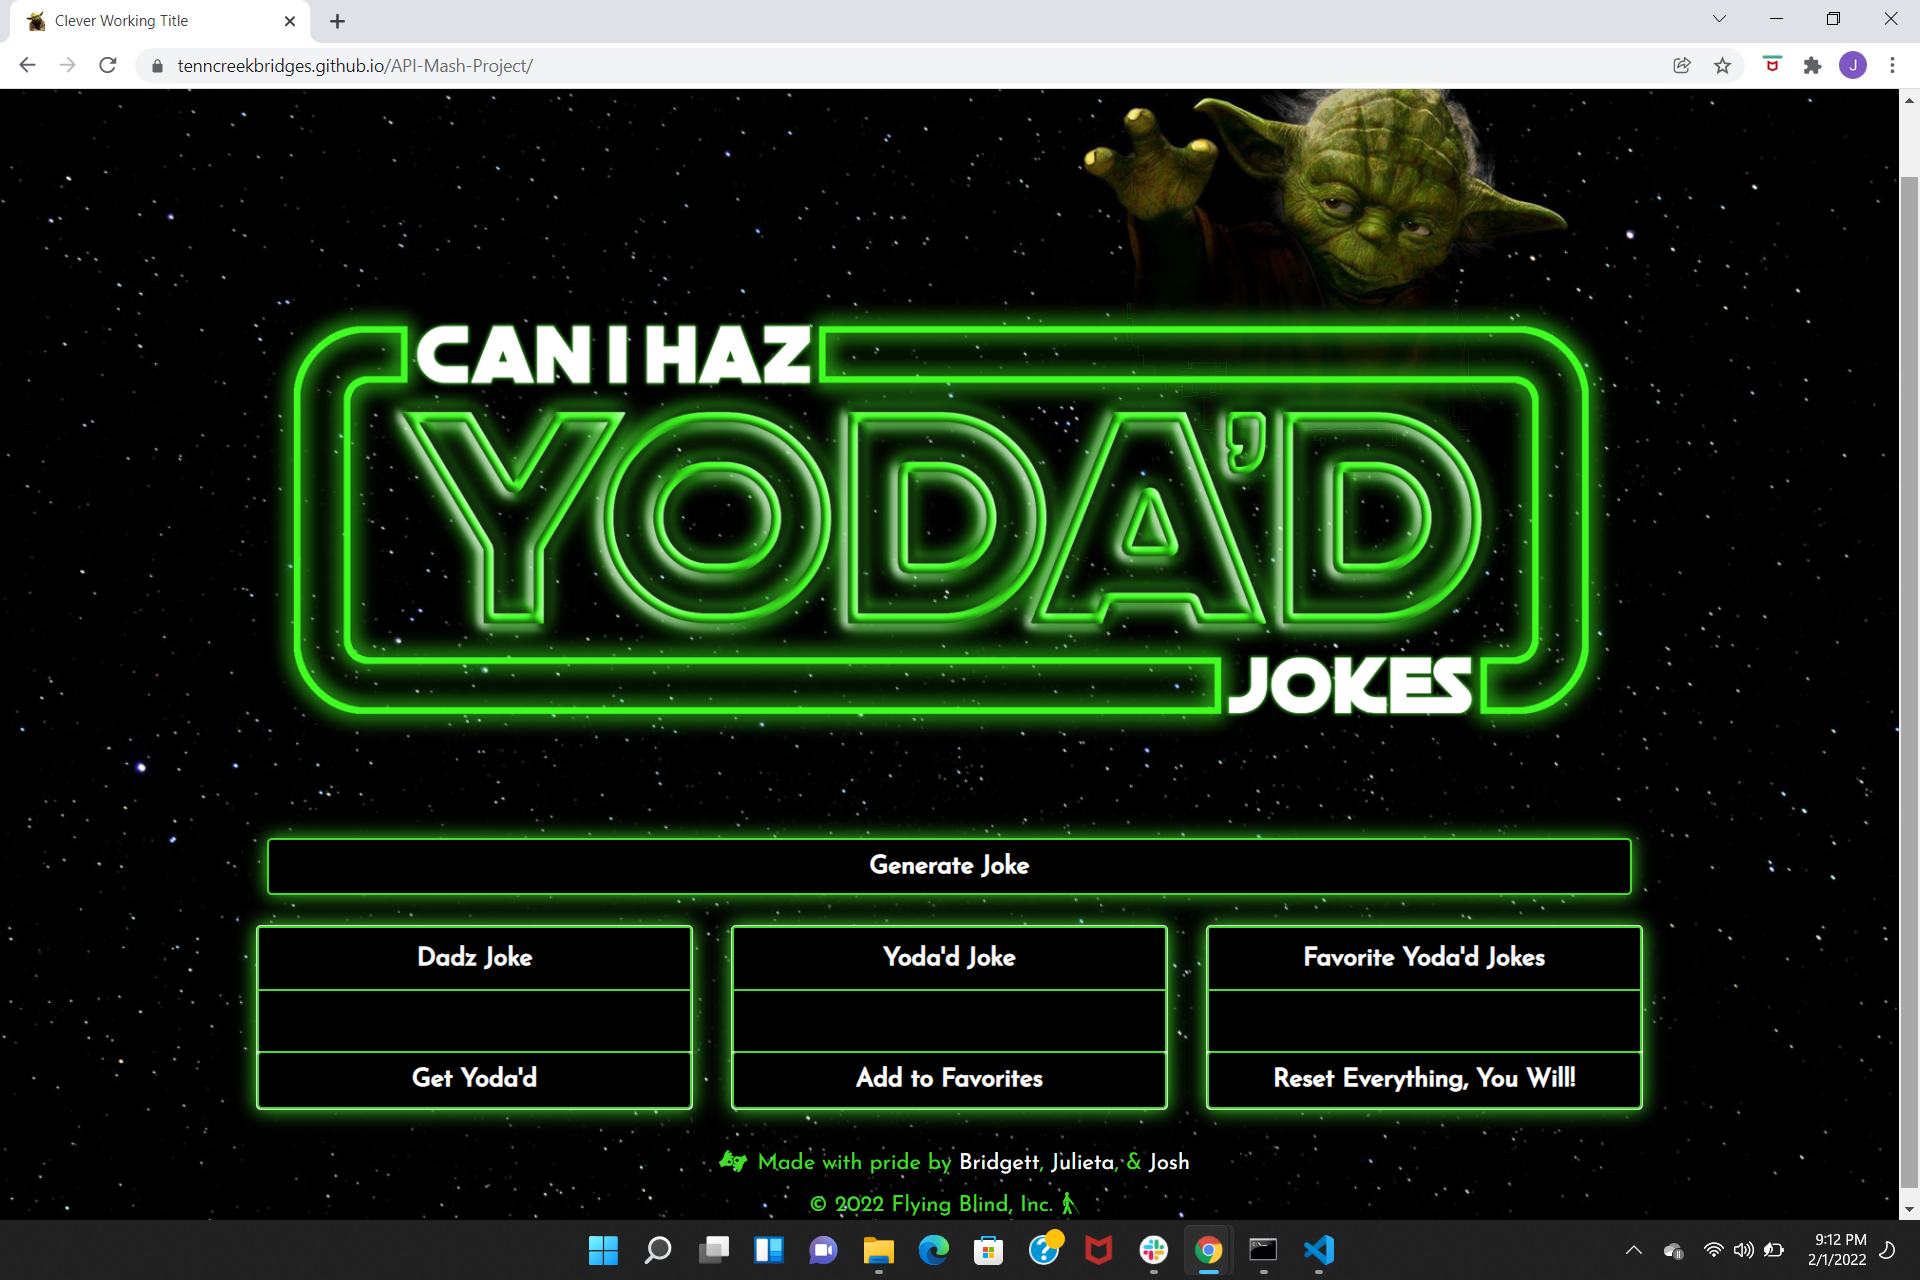 Clever Working Title
tenncreekbridges.github.io/API-Mash-Project/
J
CAN I HAZ
YODA'D
JOKES
Generate Joke
Dadz Joke
Yoda'd Joke
Favorite Yoda'd Jokes
Get Yoda'd
Add to Favorites
Reset Everything, You Will!
Made with pride by Bridgett, Julieta, & Josh
© 2022 Flying Blind, Inc.
9:12 PM
2/1/2022